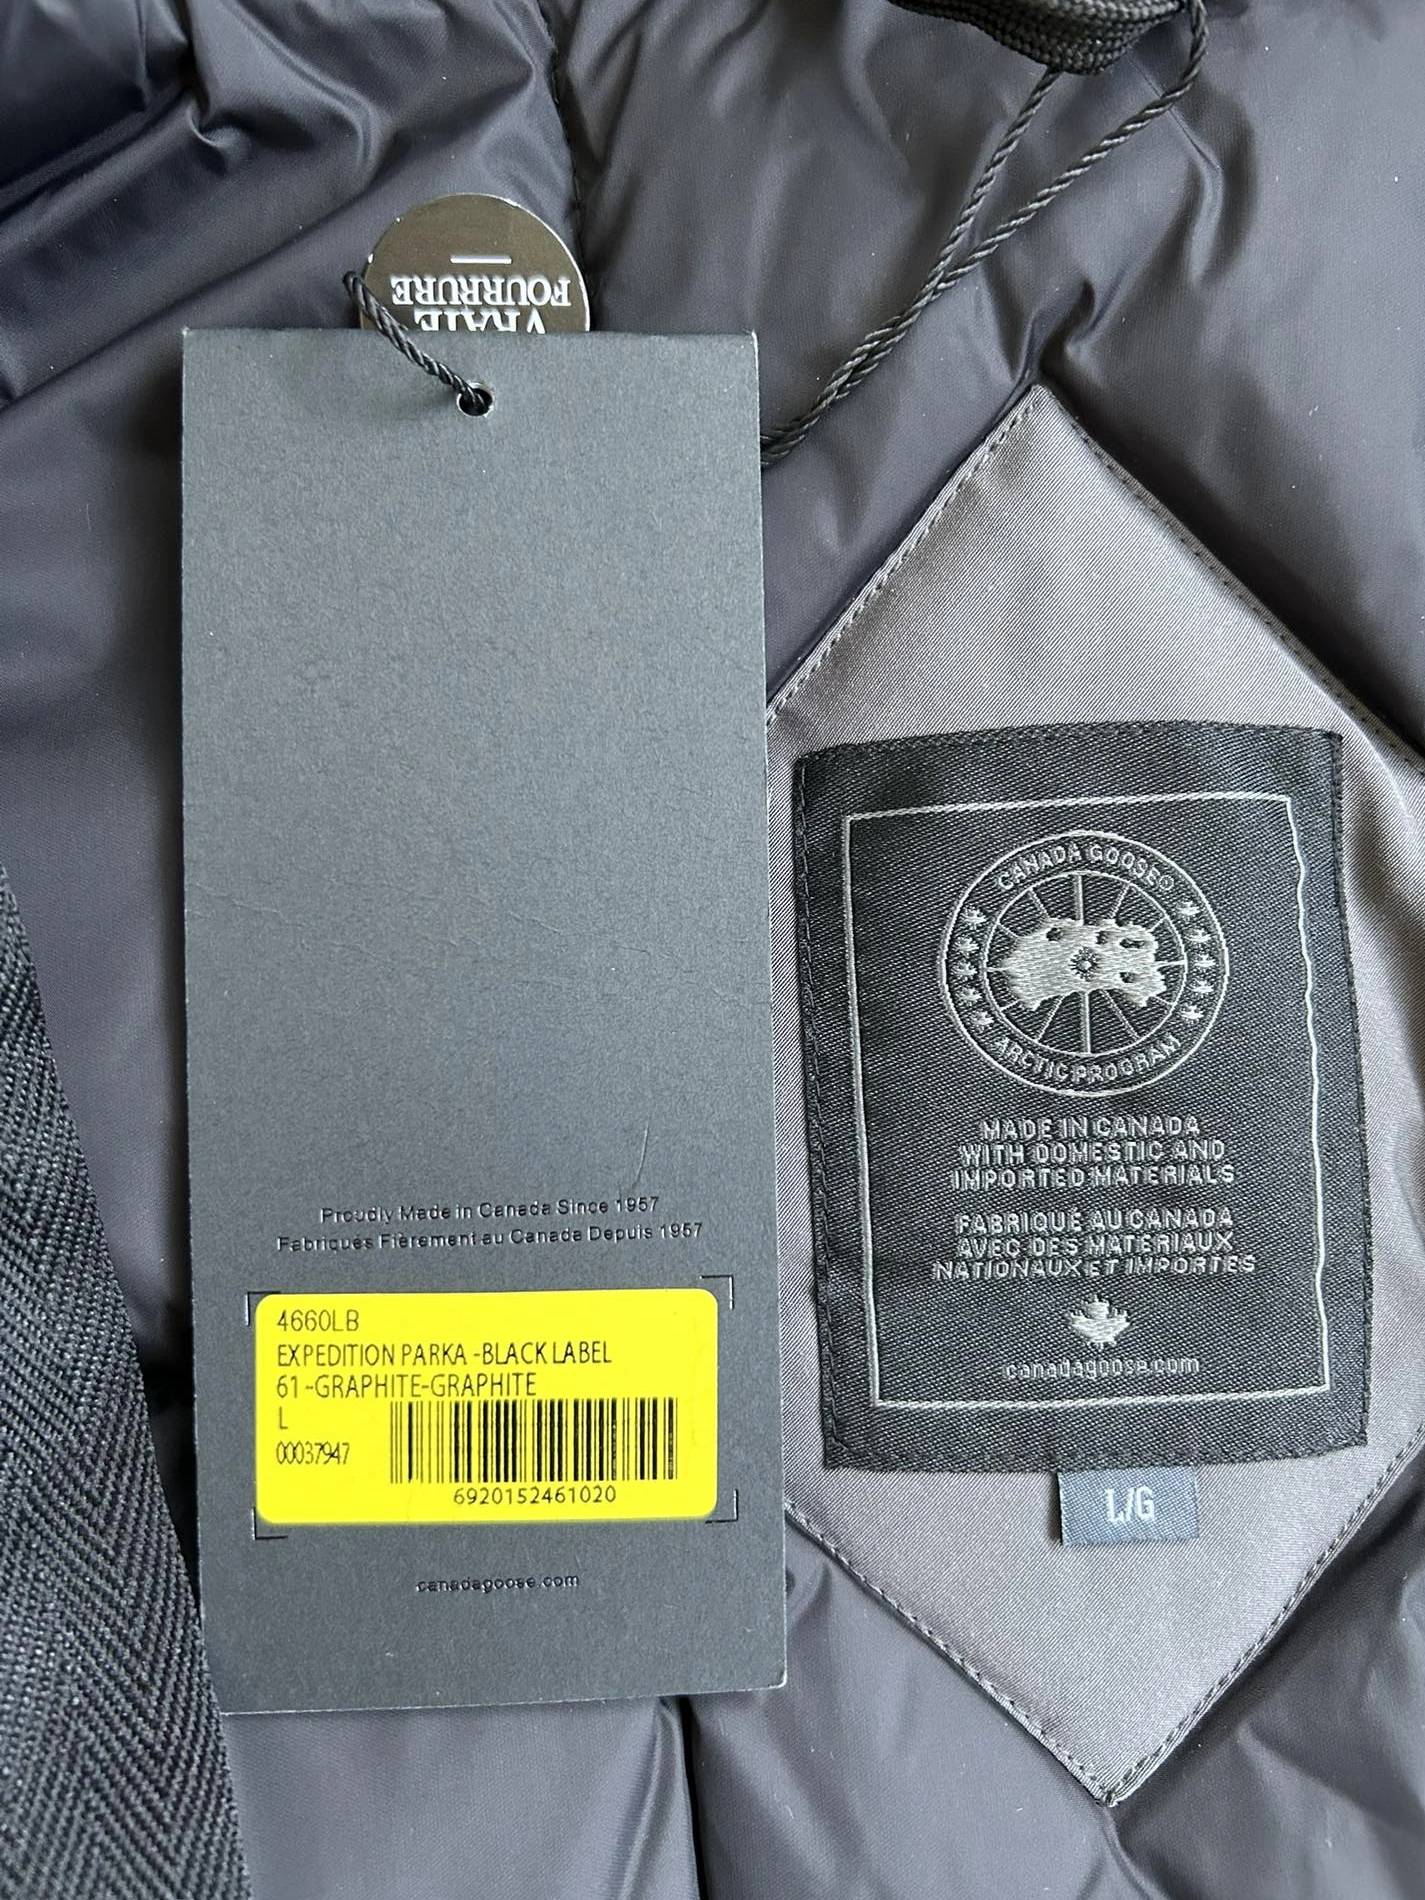 VRAIE
FOURRURE
Proudly Made in Canada Since 1957
Fabriqués Fièrement au Canada Depuis 1957
4660LB
EXPEDITION PARKA -BLACK LABEL
61 -GRAPHITE-GRAPHITE
L
00037947
6920152461020
canadagoose.com
CANADA GOOSE®
ARCTIC PROGRAM
MADE IN CANADA
WITH DOMESTIC AND
IMPORTED MATERIALS
FABRIQUÉ AU CANADA
AVEC DES MATERIAUX
NATIONAUX ET IMPORTES
canadagoose.com
L/G